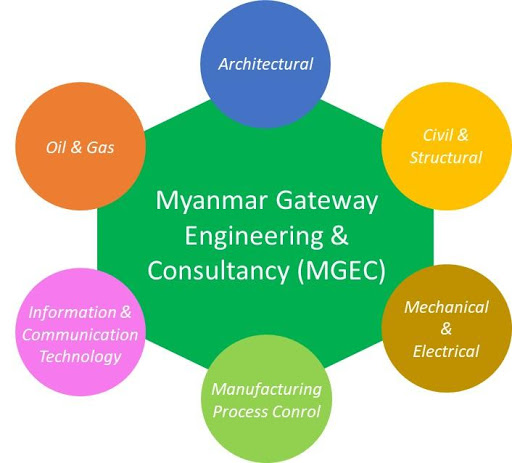 Architectural
Civil &
Structural
Mechanical
&
Electrical
Manufacturing
Process Conrol
Information &
Communication
Technology
Oil & Gas
Myanmar Gateway
Engineering &
Consultancy (MGEC)